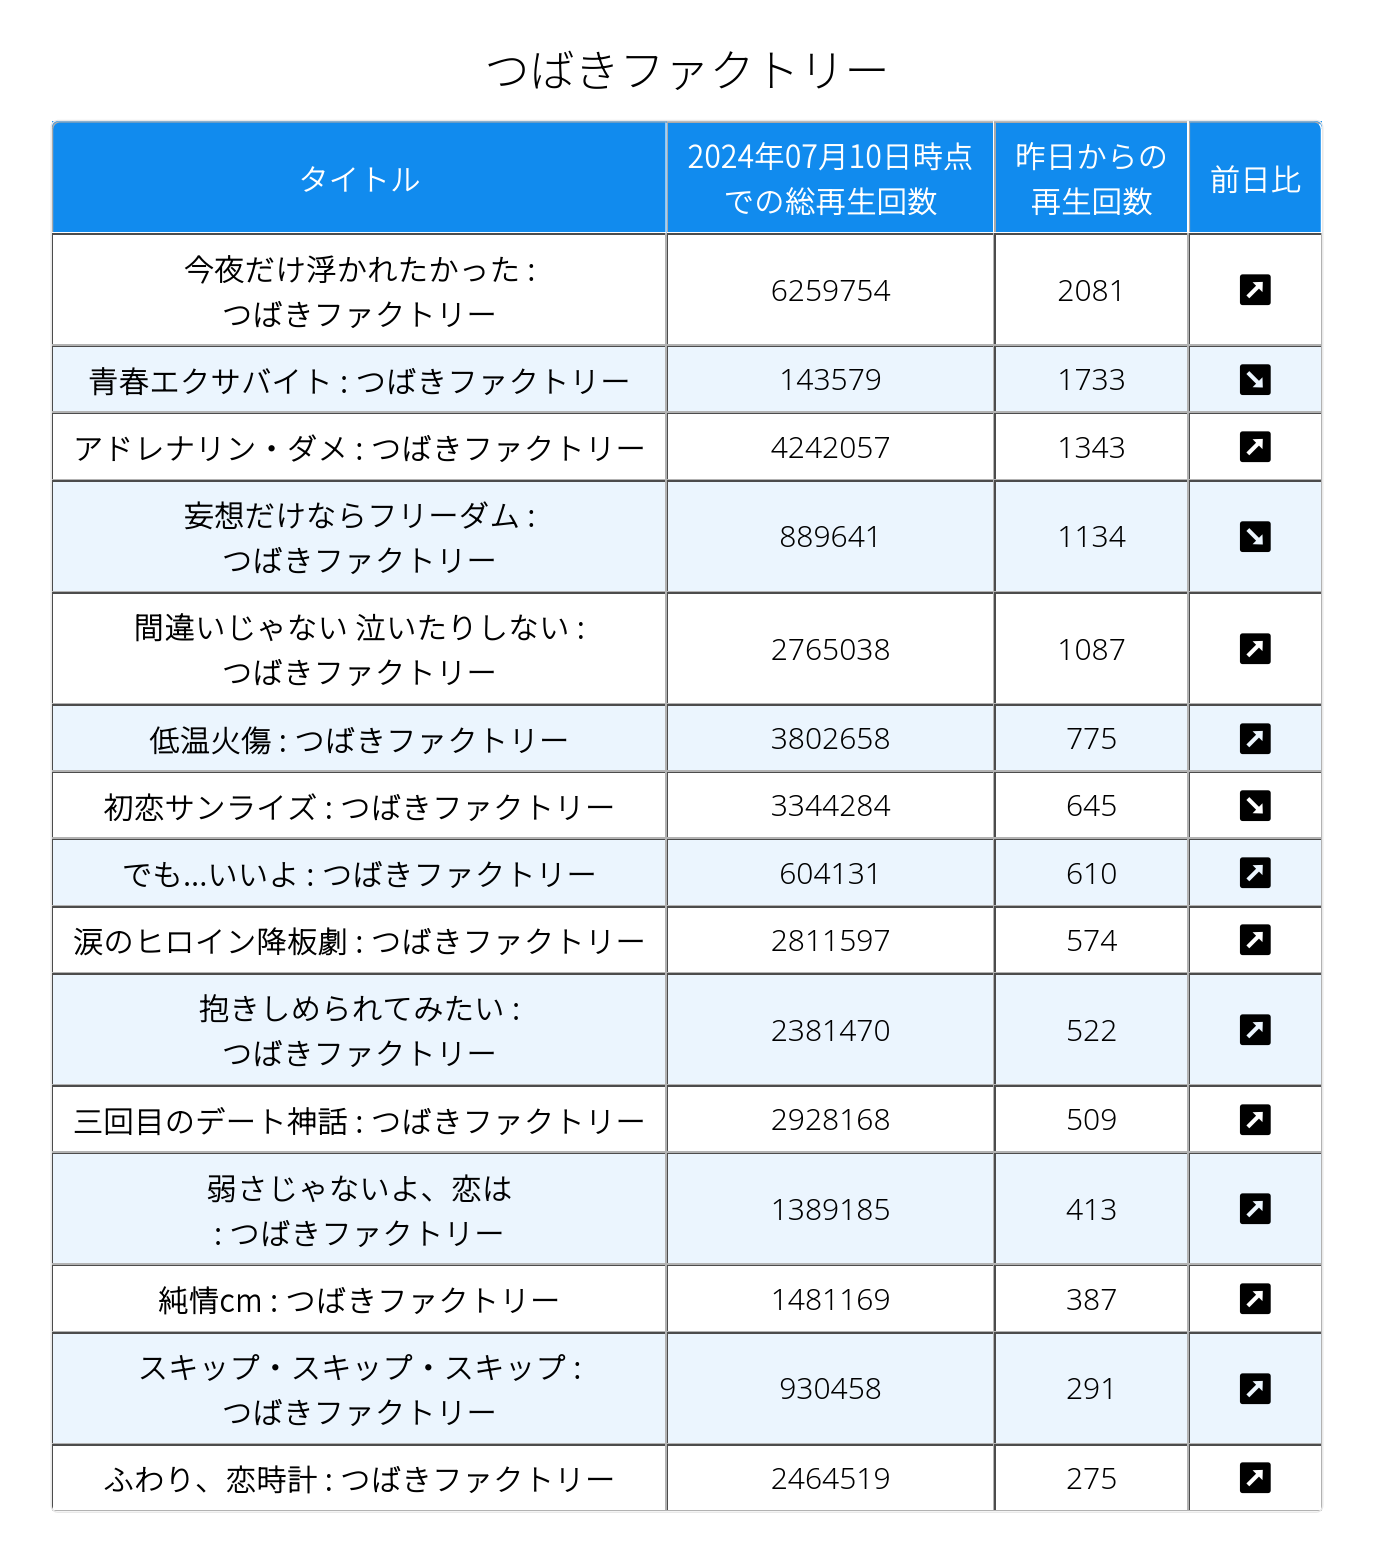 つばきファクトリー
タイトル
2024年07月10日時点
での総再生回数
昨日からの
再生回数
前日比
今夜だけ浮かれたかった :
つばきファクトリー
6259754
2081
青春エクサバイト : つばきファクトリー
143579
1733
アドレナリン・ダメ : つばきファクトリー
4242057
1343
妄想だけならフリーダム :
つばきファクトリー
889641
1134
間違いじゃない 泣いたりしない :
つばきファクトリー
2765038
1087
低温火傷 : つばきファクトリー
3802658
775
初恋サンライズ : つばきファクトリー
3344284
645
でも...いいよ : つばきファクトリー
604131
610
涙のヒロイン降板劇 : つばきファクトリー
2811597
574
抱きしめられてみたい :
つばきファクトリー
2381470
522
三回目のデート神話 : つばきファクトリー
2928168
509
弱さじゃないよ、恋は
: つばきファクトリー
1389185
413
純情cm : つばきファクトリー
1481169
387
スキップ・スキップ・スキップ :
つばきファクトリー
930458
291
ふわり、恋時計 : つばきファクトリー
2464519
275